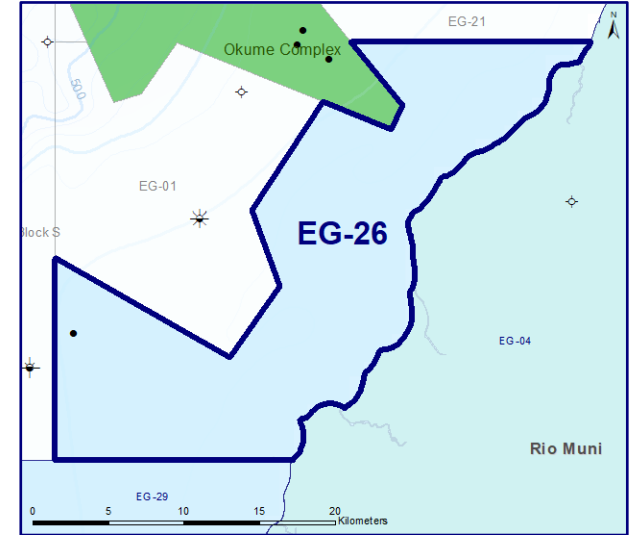 EG-21
N
Okume Complex
500
EG-01
Block S
EG-26
EG-04
Rio Muni
EG-29
0 5 10 15 20
Kilometers